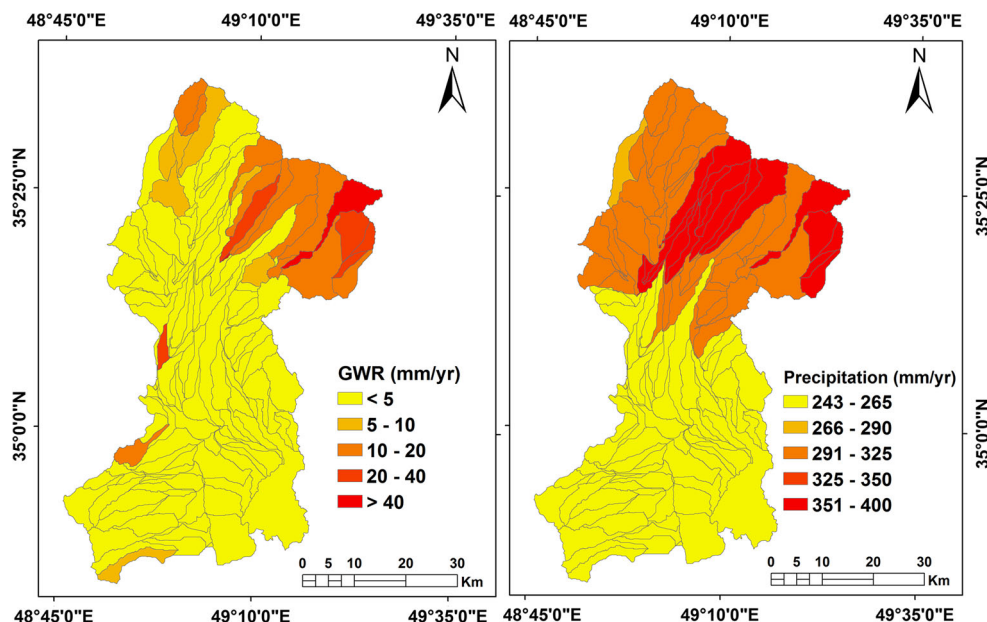 48°45'0"E 49°10'0"E 49°35'0"E 48°45'0"E 49°10'0"E 49°35'0"E
N N
35°25'0"N 35°25'0"N
35°0'0"N 35°0'0"N
GWR (mm/yr)
< 5
5 - 10
10 - 20
20 - 40
> 40
0 5 10 20 30
Km
Precipitation (mm/yr)
243 - 265
266 - 290
291 - 325
325 - 350
351 - 400
0 5 10 20 30
Km
48°45'0"E 49°10'0"E 49°35'0"E 48°45'0"E 49°10'0"E 49°35'0"E